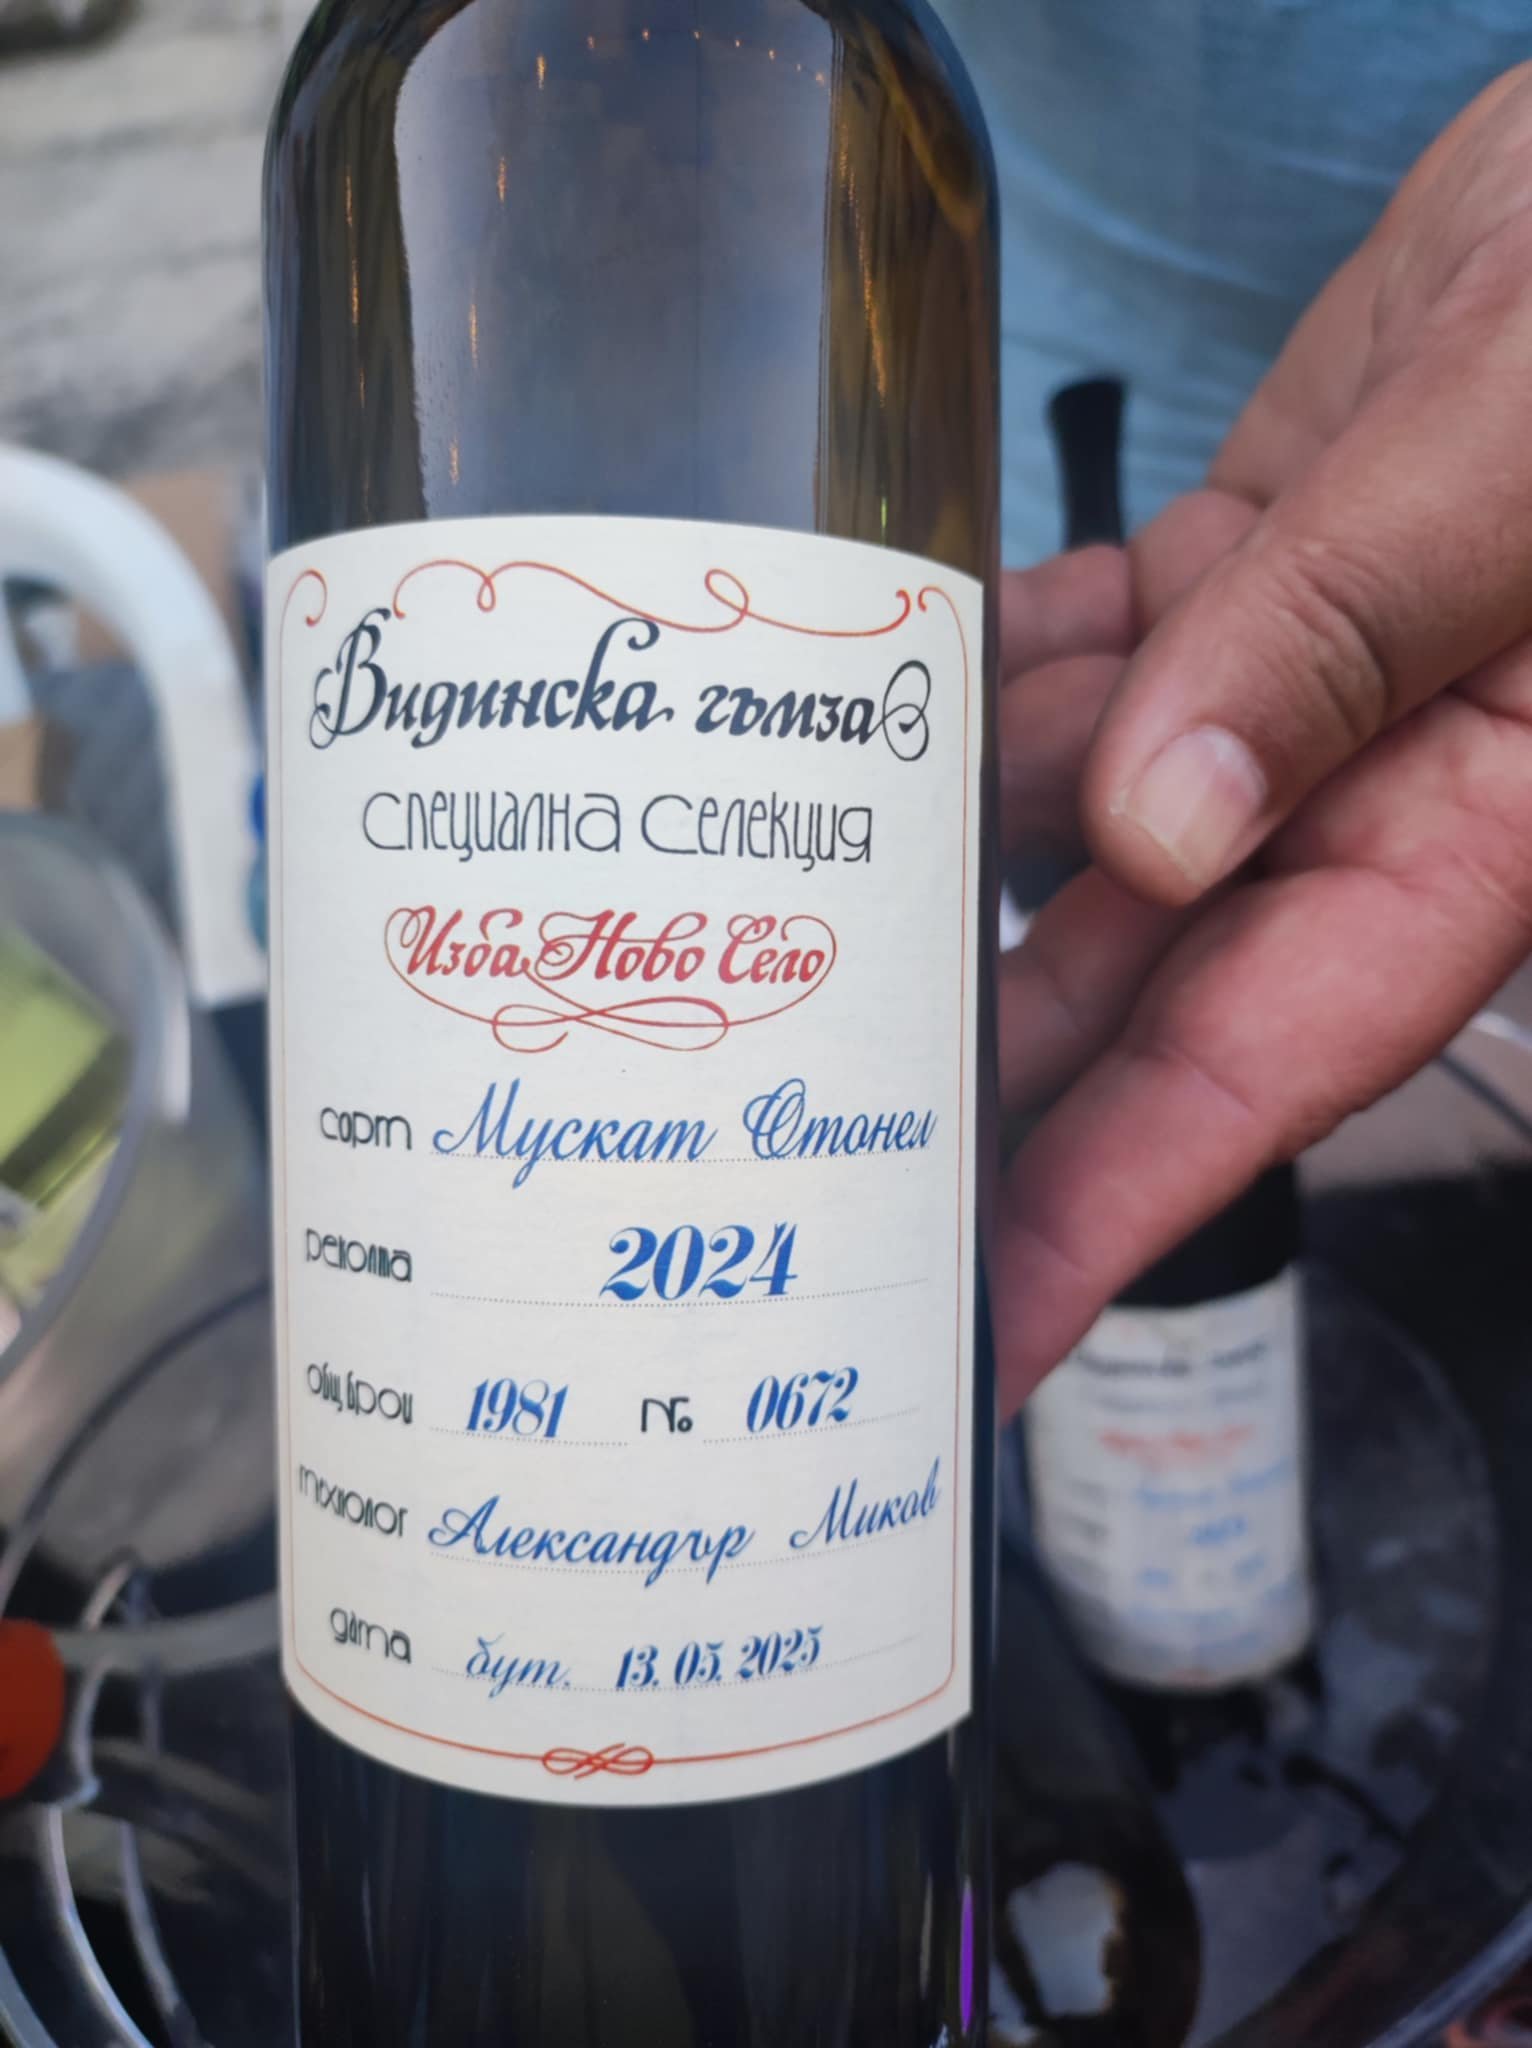 Видинска гъмза
специална селекция
Изба Ново Село
сорт Мускат Отонел
реколта 2024
общ брой 1981 № 0672
технолог Александър Миков
дата бут. 13.05.2025